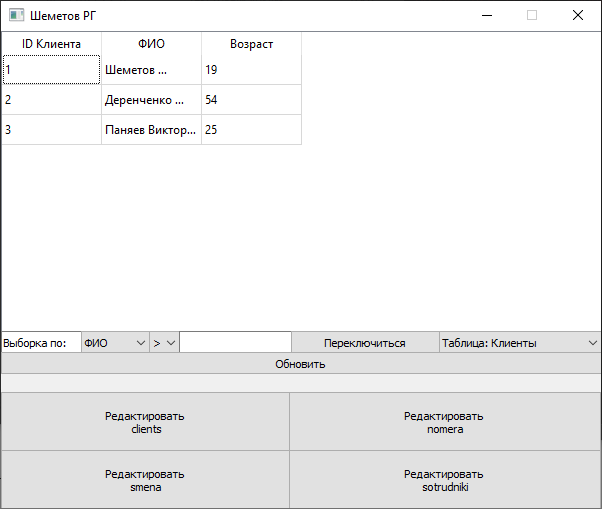 Шеметов РГ
ID Клиента ФИО Возраст
1 Шеметов ... 19
2 Деренченко ... 54
3 Паняев Виктор... 25
Выборка по: ФИО > Переключиться Таблица: Клиенты
Обновить
Редактировать
clients
Редактировать
nomera
Редактировать
smena
Редактировать
sotrudniki